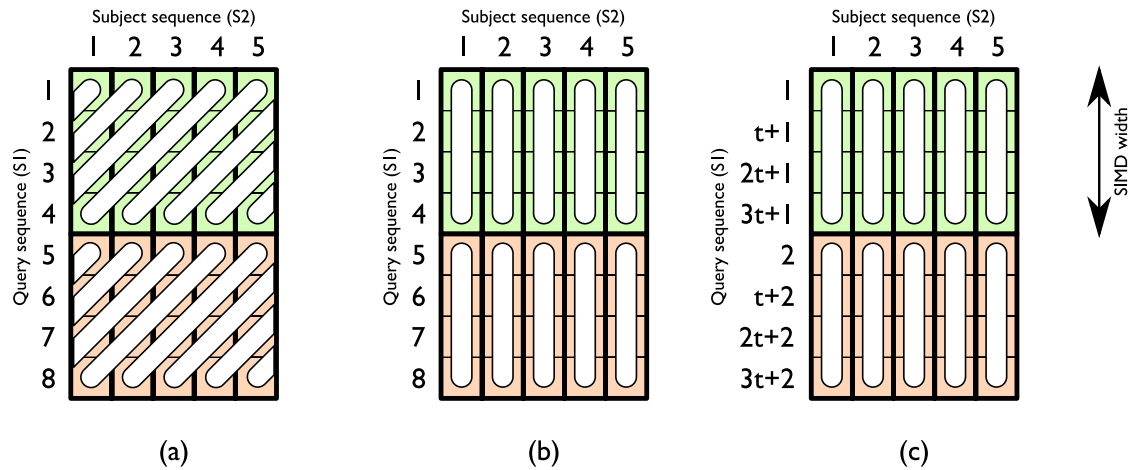 Subject sequence (S2)
1 2 3 4 5
Query sequence (S1)
1
2
3
4
5
6
7
8
(a)
Subject sequence (S2)
1 2 3 4 5
Query sequence (S1)
1
2
3
4
5
6
7
8
(b)
Subject sequence (S2)
1 2 3 4 5
Query sequence (S1)
1
t+1
2t+1
3t+1
2
t+2
2t+2
3t+2
(c)
SIMD width